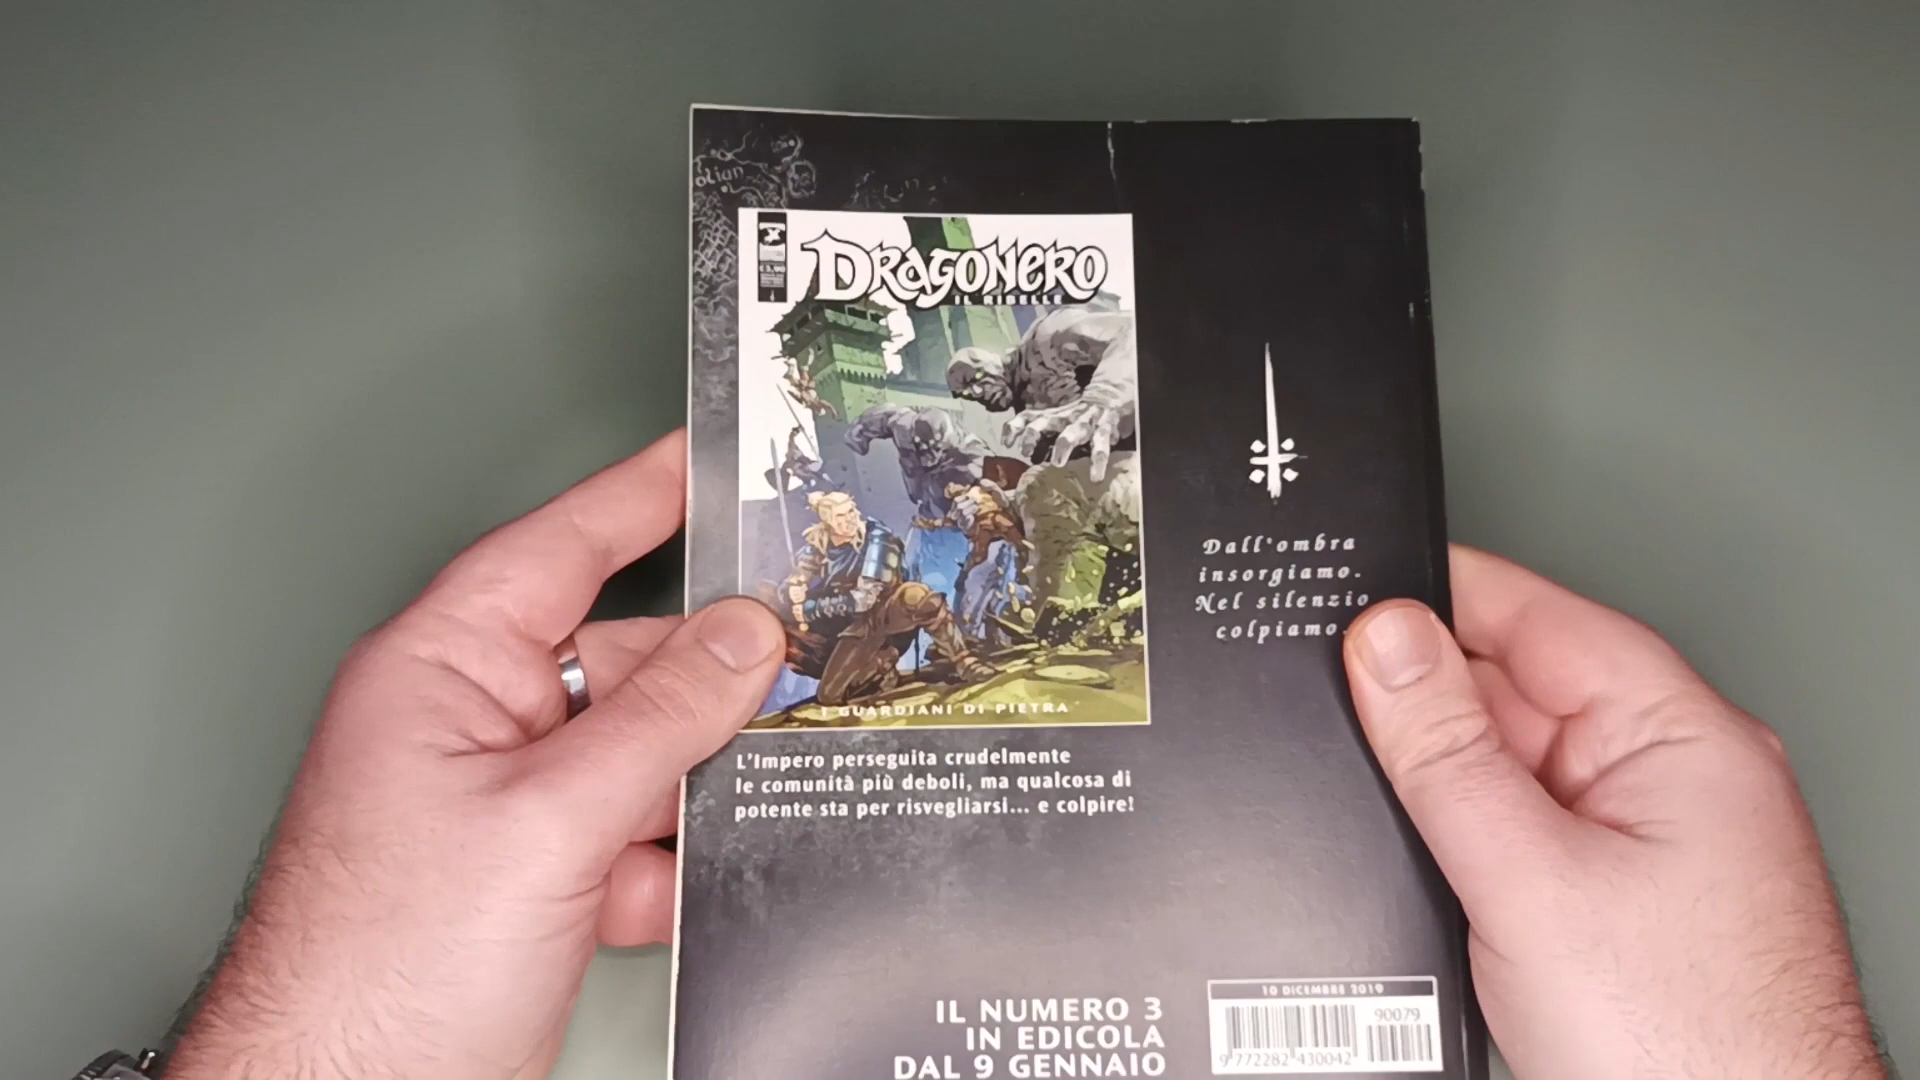 olian
DRAGONERO
IL RIBELLE
I GUARDIANI DI PIETRA
L'Impero perseguita crudelmente
le comunità più deboli, ma qualcosa di
potente sta per risvegliarsi... e colpire!
Dall'ombra
insorgiamo.
Nel silenzio
colpiamo.
IL NUMERO 3
IN EDICOLA
DAL 9 GENNAIO
10 DICEMBRE 2019
90079
9 772282 430042